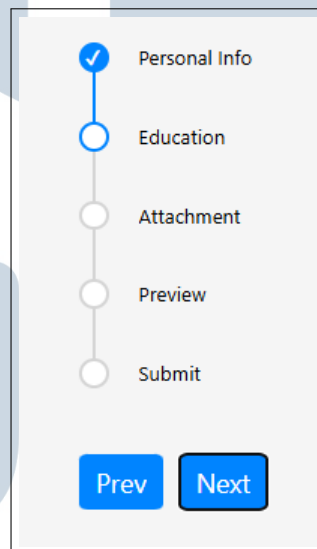 Personal Info
Education
Attachment
Preview
Submit
Prev Next